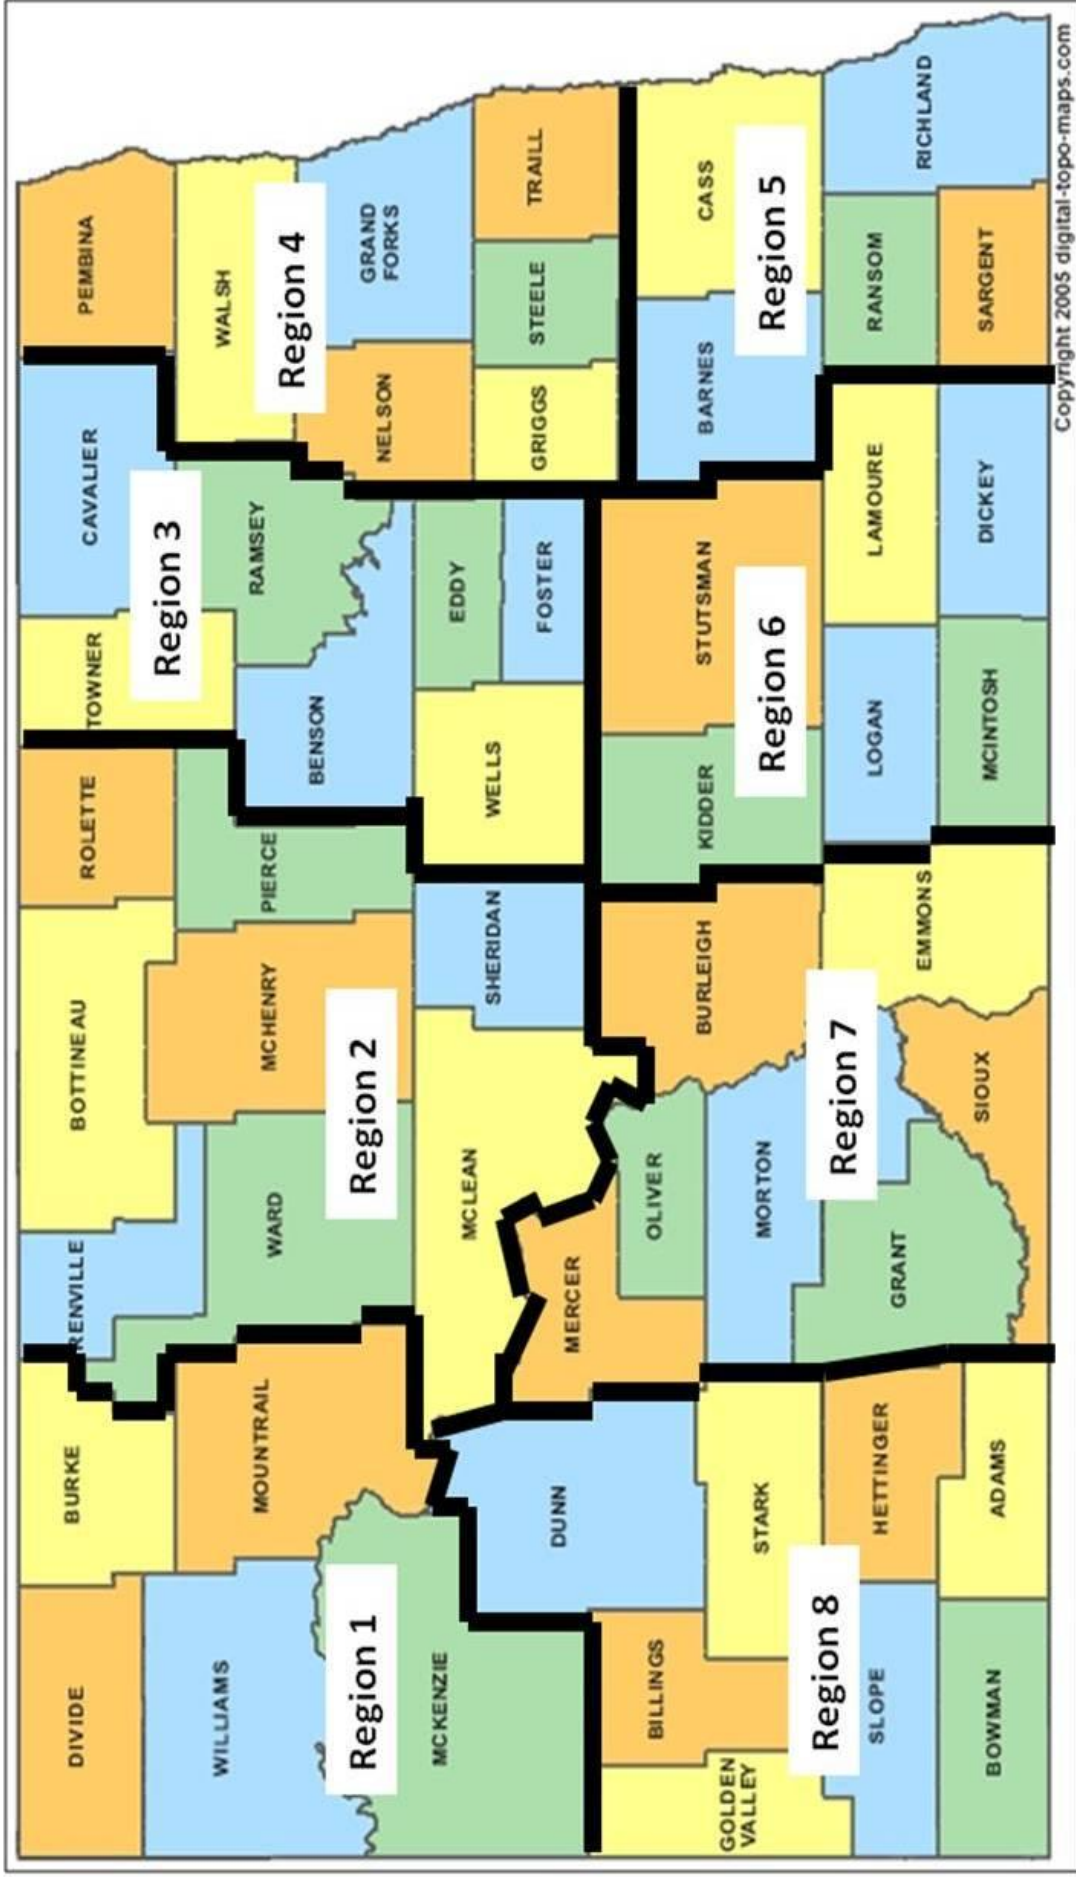 DIVIDE
BURKE
RENVILLE
BOTTINEAU
ROLETTE
TOWNER
CAVALIER
PEMBINA
WILLIAMS
MOUNTRAIL
WARD
MCHENRY
PIERCE
BENSON
RAMSEY
WALSH
Region 1
Region 2
Region 3
Region 4
MCKENZIE
MCLEAN
SHERIDAN
WELLS
EDDY
FOSTER
NELSON
GRAND
FORKS
GRIGGS
STEELE
TRAILL
DUNN
MERCER
OLIVER
BILLINGS
GOLDEN
VALLEY
STARK
MORTON
BURLEIGH
KIDDER
STUTSMAN
BARNES
CASS
Region 8
Region 7
Region 6
Region 5
SLOPE
HETTINGER
GRANT
EMMONS
LOGAN
LAMOURE
RANSOM
RICHLAND
BOWMAN
ADAMS
SIOUX
MCINTOSH
DICKEY
SARGENT
Copyright 2005 digital-topo-maps.com